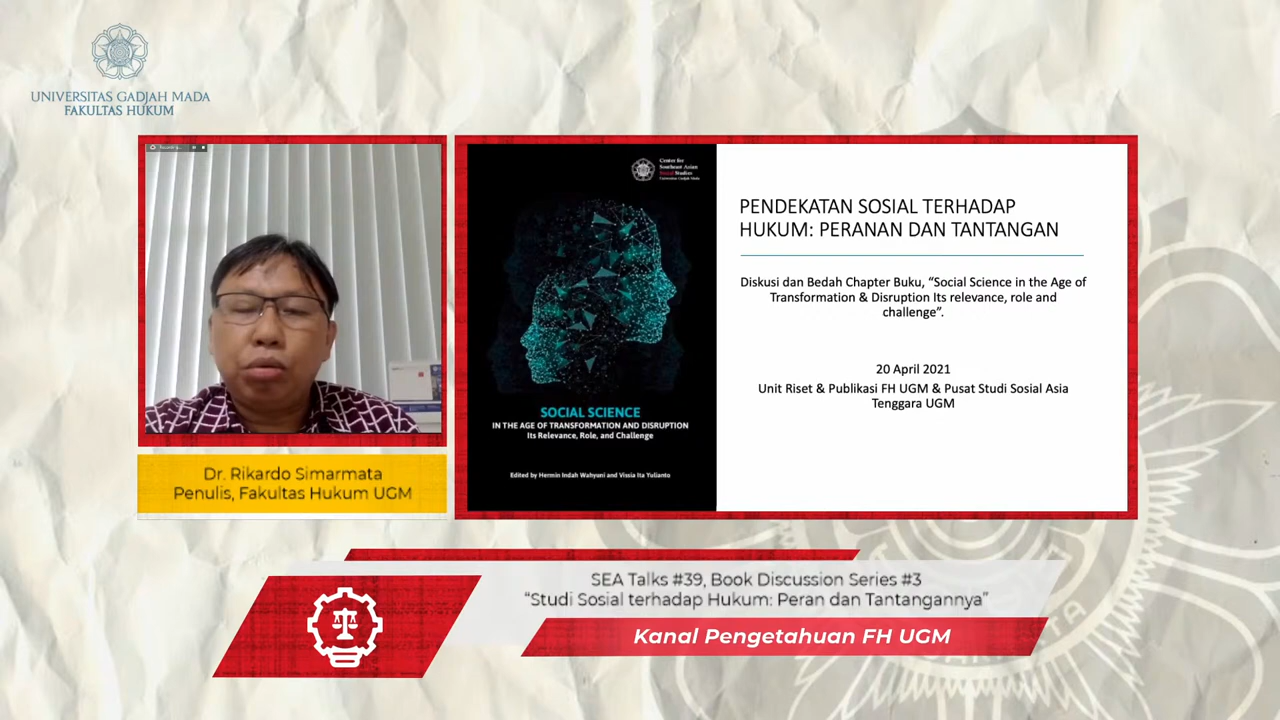 UNIVERSITAS GADJAH MADA
FAKULTAS HUKUM
Center for
Southeast Asian
Social Studies
Universitas Gadjah Mada
SOCIAL SCIENCE
IN THE AGE OF TRANSFORMATION AND DISRUPTION
Its Relevance, Role, and Challenge
Edited by Hermin Indah Wahyuni and Vissia Ita Yulianto
PENDEKATAN SOSIAL TERHADAP
HUKUM: PERANAN DAN TANTANGAN
Diskusi dan Bedah Chapter Buku, “Social Science in the Age of
Transformation & Disruption Its relevance, role and
challenge”.
20 April 2021
Unit Riset & Publikasi FH UGM & Pusat Studi Sosial Asia
Tenggara UGM
Dr. Rikardo Simarmata
Penulis, Fakultas Hukum UGM
SEA Talks #39, Book Discussion Series #3
“Studi Sosial terhadap Hukum: Peran dan Tantangannya”
Kanal Pengetahuan FH UGM